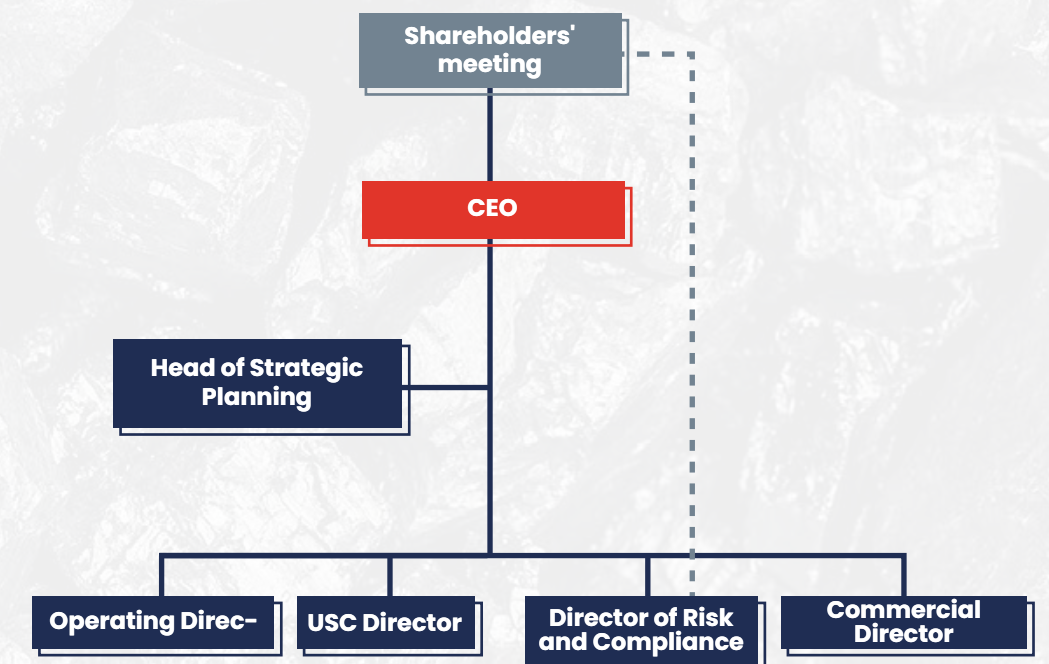 Shareholders'
meeting
CEO
Head of Strategic
Planning
Operating Direc-
USC Director
Director of Risk
and Compliance
Commercial
Director